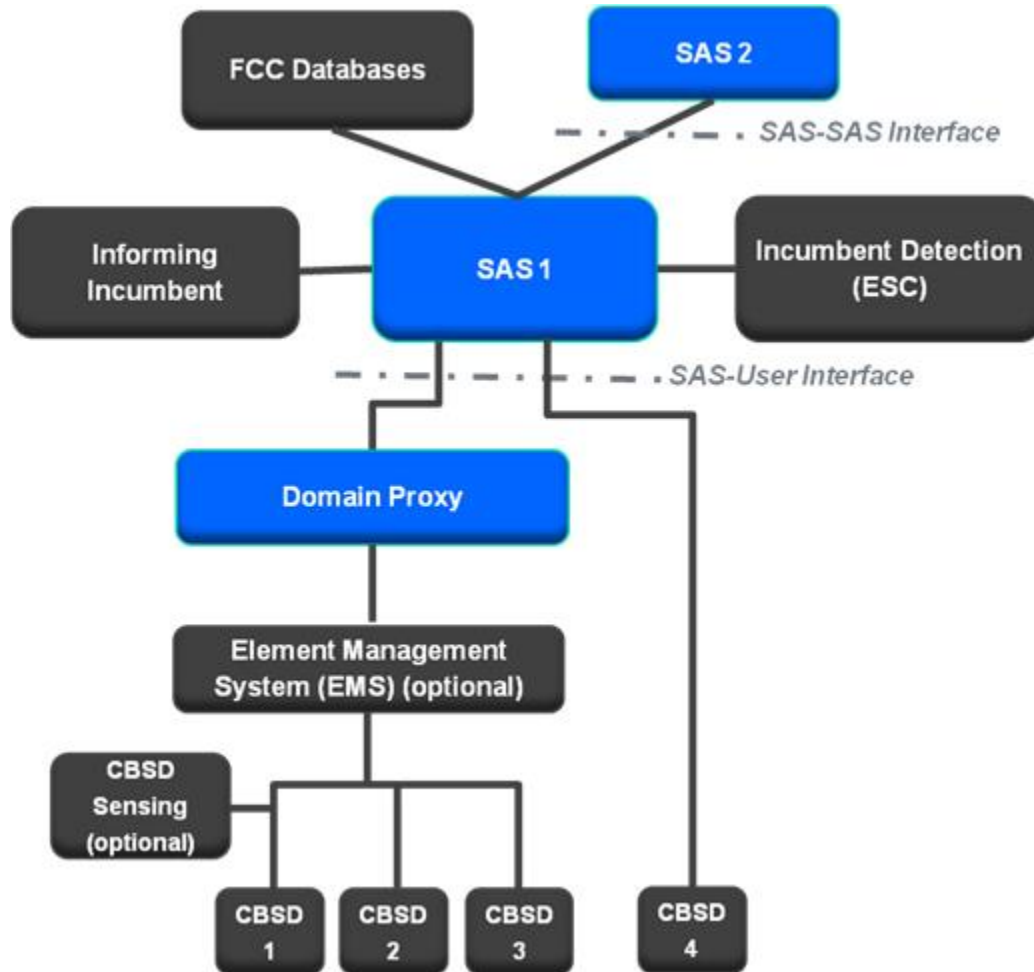 FCC Databases
SAS 2
SAS-SAS Interface
Informing
Incumbent
SAS 1
Incumbent Detection
(ESC)
SAS-User Interface
Domain Proxy
Element Management
System (EMS) (optional)
CBSD
Sensing
(optional)
CBSD
1
CBSD
2
CBSD
3
CBSD
4